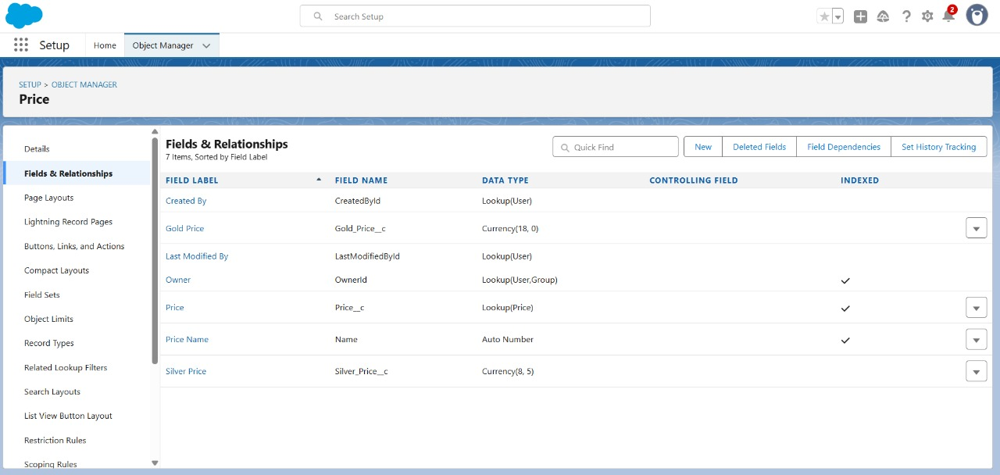 Search Setup
2
Setup
Home
Object Manager
SETUP > OBJECT MANAGER
Price
Details
Fields & Relationships
Page Layouts
Lightning Record Pages
Buttons, Links, and Actions
Compact Layouts
Field Sets
Object Limits
Record Types
Related Lookup Filters
Search Layouts
List View Button Layout
Restriction Rules
Scoping Rules
Fields & Relationships
7 Items, Sorted by Field Label
Quick Find
New
Deleted Fields
Field Dependencies
Set History Tracking
FIELD LABEL FIELD NAME DATA TYPE CONTROLLING FIELD INDEXED
Created By CreatedById Lookup(User)
Gold Price Gold_Price__c Currency(18, 0)
Last Modified By LastModifiedById Lookup(User)
Owner OwnerId Lookup(User,Group)
Price Price__c Lookup(Price)
Price Name Name Auto Number
Silver Price Silver_Price__c Currency(8, 5)